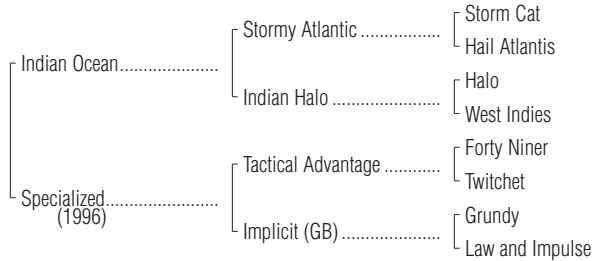 Storm Cat
Stormy Atlantic ..................
Hail Atlantis
Indian Ocean......................
Halo
Indian Halo ........................
West Indies
Forty Niner
Tactical Advantage .............
Twitchet
Specialized.........................
(1996)
Grundy
Implicit (GB) ......................
Law and Impulse